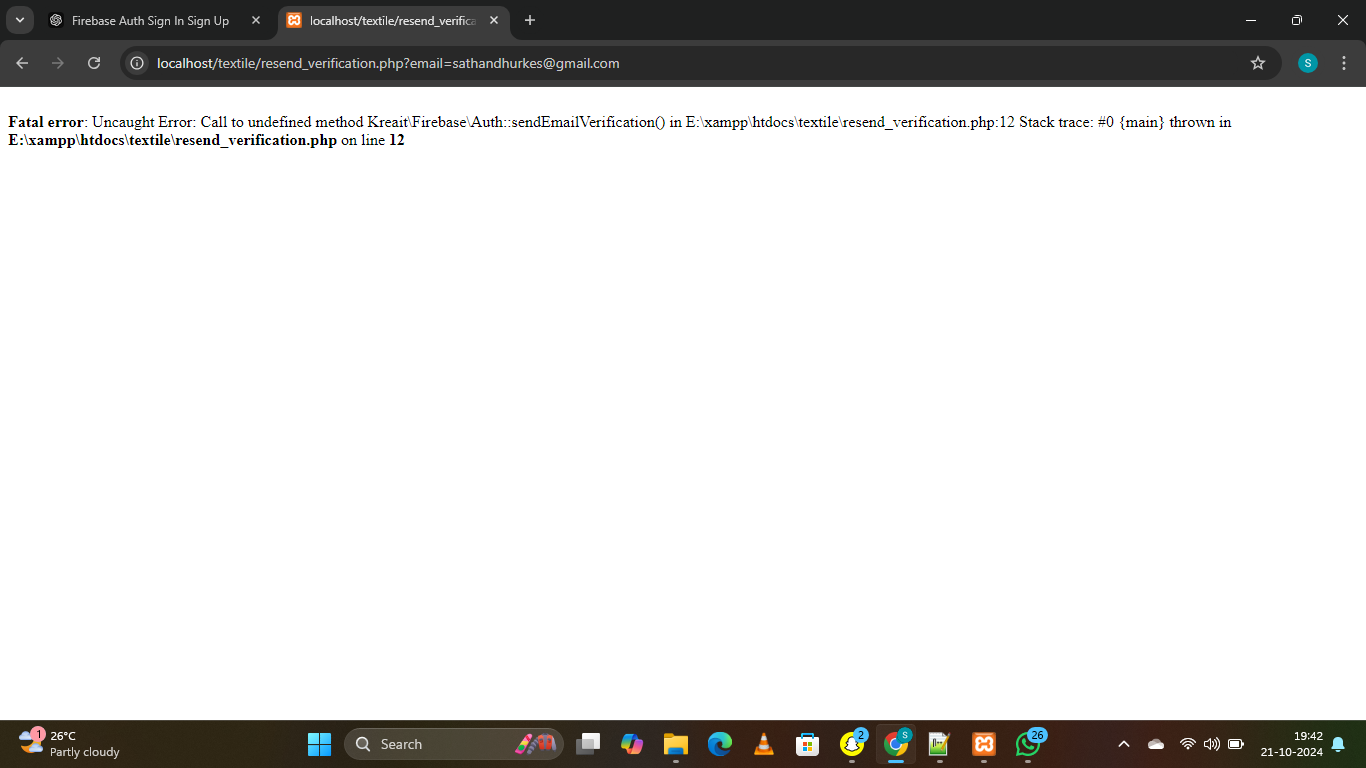 Firebase Auth Sign In Sign Up
localhost/textile/resend_verifica
localhost/textile/resend_verification.php?email=sathandhurkes@gmail.com
S
Fatal error: Uncaught Error: Call to undefined method Kreait\Firebase\Auth::sendEmailVerification() in E:\xampp\htdocs\textile\resend_verification.php:12 Stack trace: #0 {main} thrown in
E:\xampp\htdocs\textile\resend_verification.php on line 12
1
26°C
Partly cloudy
Search
2
S
26
19:42
21-10-2024